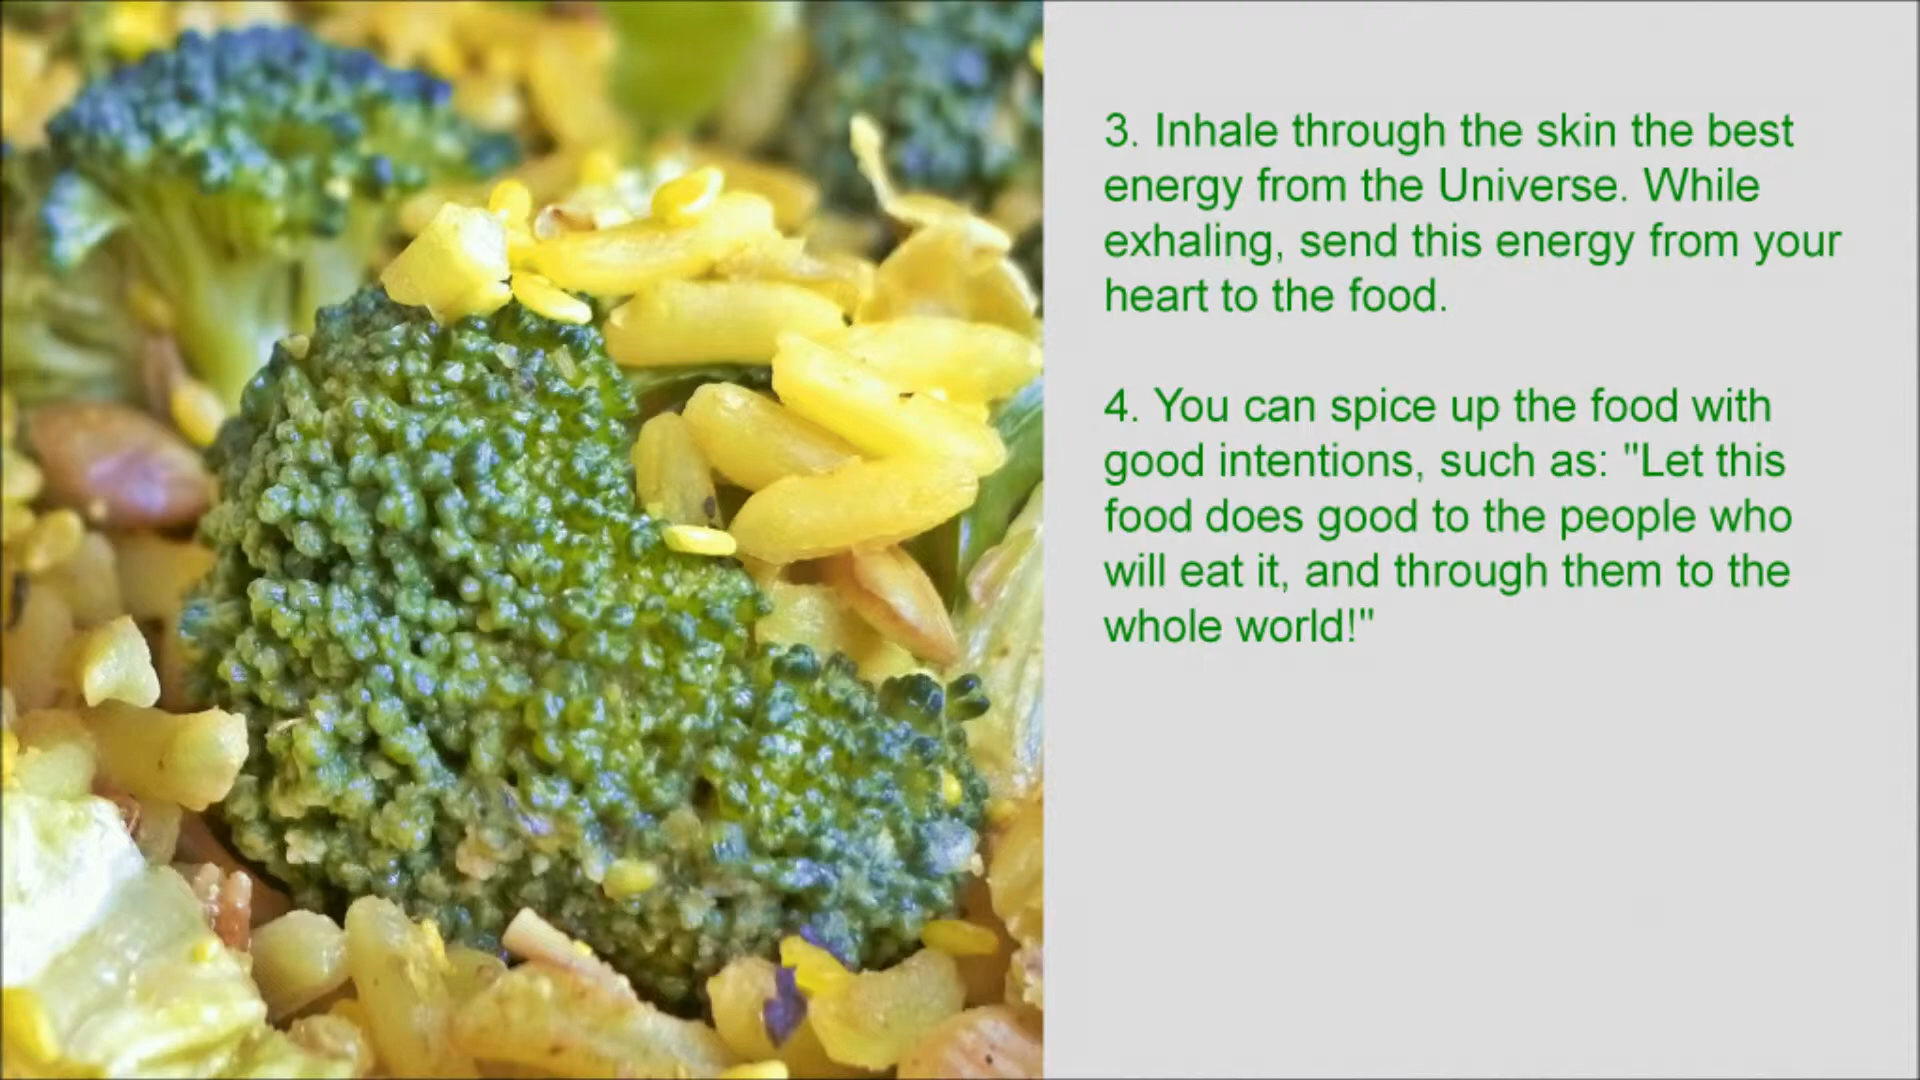 3. Inhale through the skin the best
energy from the Universe. While
exhaling, send this energy from your
heart to the food.
4. You can spice up the food with
good intentions, such as: "Let this
food does good to the people who
will eat it, and through them to the
whole world!"